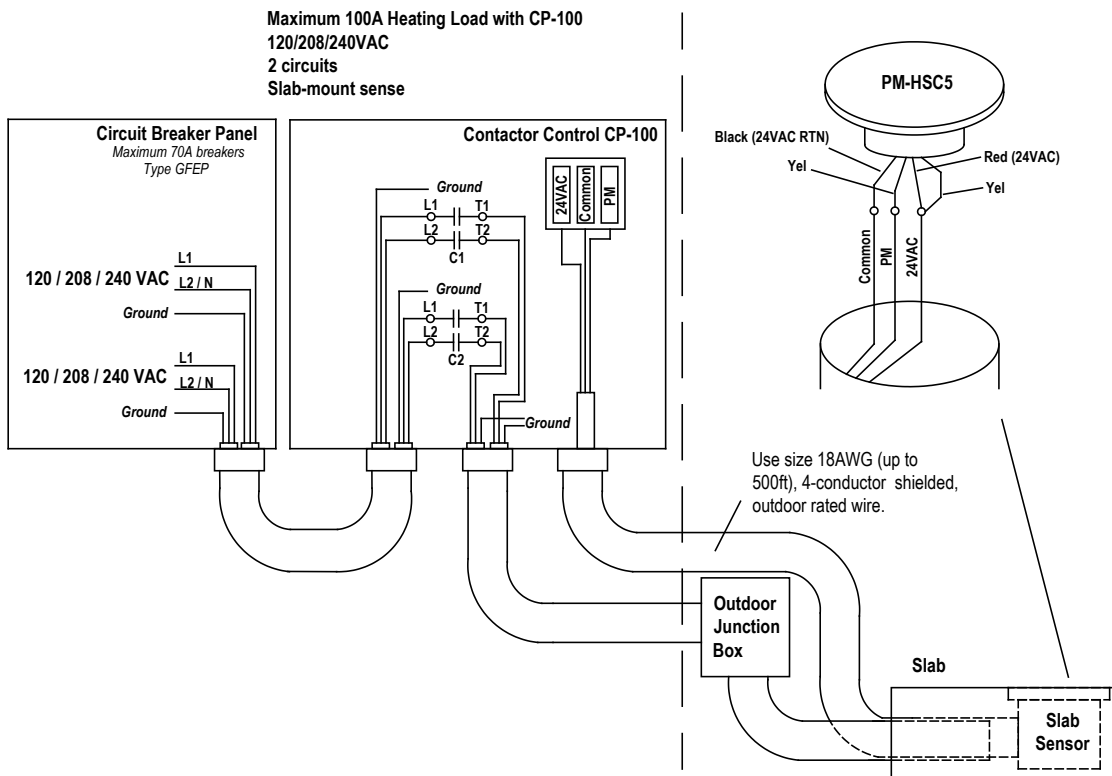 Maximum 100A Heating Load with CP-100
120/208/240VAC
2 circuits
Slab-mount sense
Circuit Breaker Panel
Maximum 70A breakers
Type GFEP
120 / 208 / 240 VAC
L1
L2 / N
Ground
120 / 208 / 240 VAC
L1
L2 / N
Ground
Contactor Control CP-100
Ground
L1
T1
L2
T2
C1
Ground
L1
T1
L2
T2
C2
Ground
24VAC
Common
PM
PM-HSC5
Black (24VAC RTN)
Yel
Red (24VAC)
Yel
Common
PM
24VAC
Use size 18AWG (up to
500ft), 4-conductor shielded,
outdoor rated wire.
Outdoor
Junction
Box
Slab
Slab
Sensor